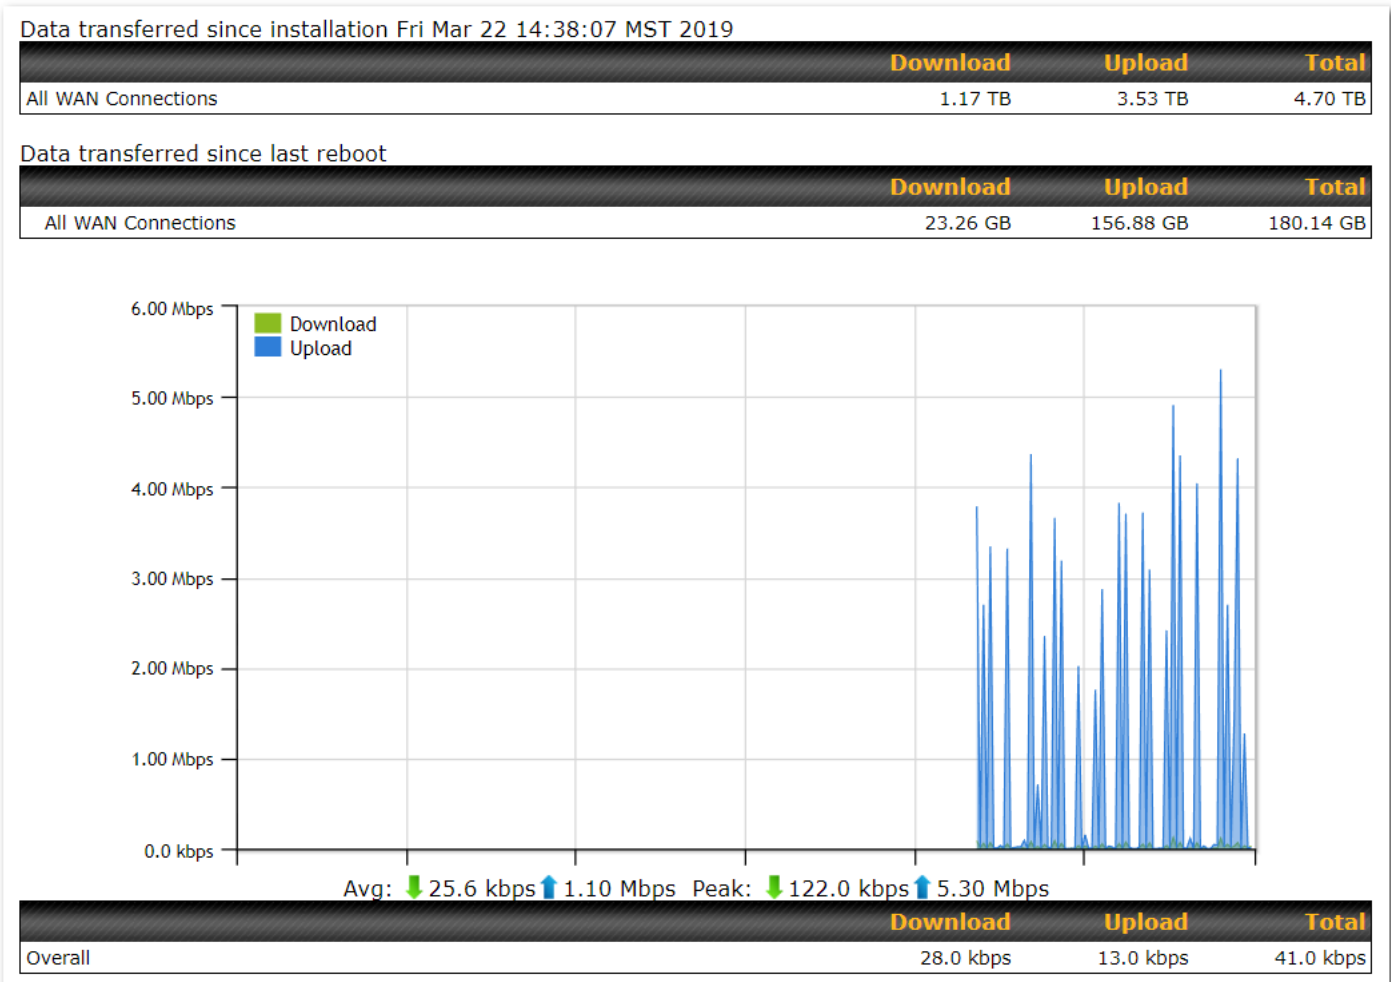 Data transferred since installation Fri Mar 22 14:38:07 MST 2019
Download Upload Total
All WAN Connections 1.17 TB 3.53 TB 4.70 TB
Data transferred since last reboot
Download Upload Total
All WAN Connections 23.26 GB 156.88 GB 180.14 GB
6.00 Mbps
Download
Upload
5.00 Mbps
4.00 Mbps
3.00 Mbps
2.00 Mbps
1.00 Mbps
0.0 kbps
Avg: 25.6 kbps 1.10 Mbps Peak: 122.0 kbps 5.30 Mbps
Download Upload Total
Overall 28.0 kbps 13.0 kbps 41.0 kbps